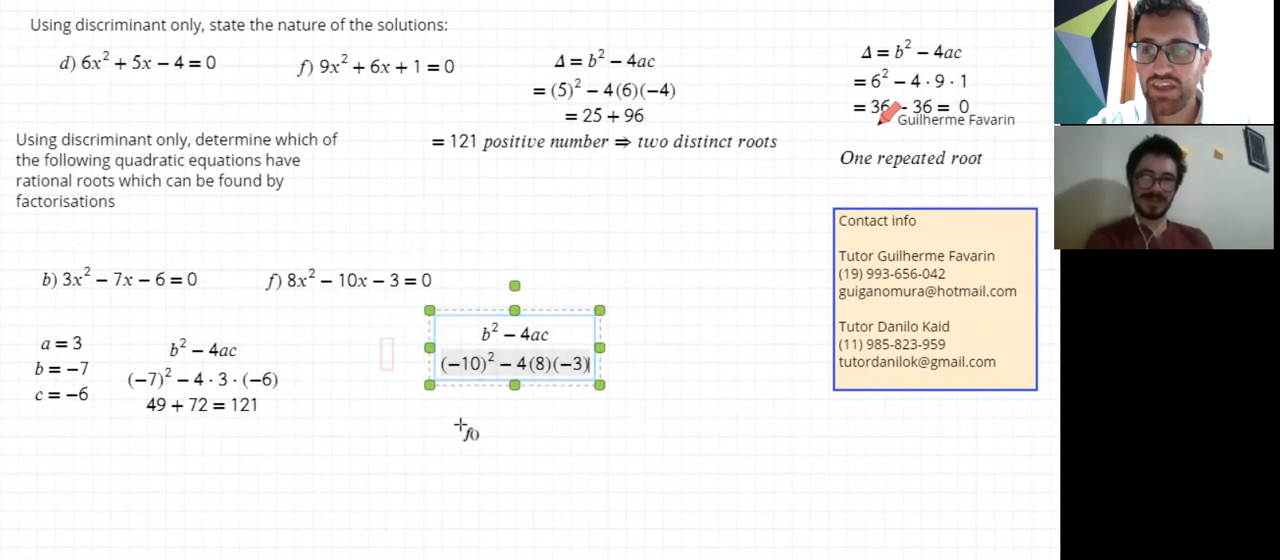 Using discriminant only, state the nature of the solutions:
d) 6x² + 5x − 4 = 0
f) 9x² + 6x + 1 = 0
Δ = b² − 4ac
= (5)² − 4(6)(−4)
= 25 + 96
= 121 positive number ⇒ two distinct roots
Δ = b² − 4ac
= 6² − 4 · 9 · 1
= 36 - 36 = 0
Guilherme Favarin
One repeated root
Using discriminant only, determine which of
the following quadratic equations have
rational roots which can be found by
factorisations
b) 3x² − 7x − 6 = 0
f) 8x² − 10x − 3 = 0
a = 3
b = −7
c = −6
b² − 4ac
(−7)² − 4 · 3 · (−6)
49 + 72 = 121
b² − 4ac
(−10)² − 4(8)(−3)
Contact info
Tutor Guilherme Favarin
(19) 993-656-042
guiganomura@hotmail.com
Tutor Danilo Kaid
(11) 985-823-959
tutordanilok@gmail.com